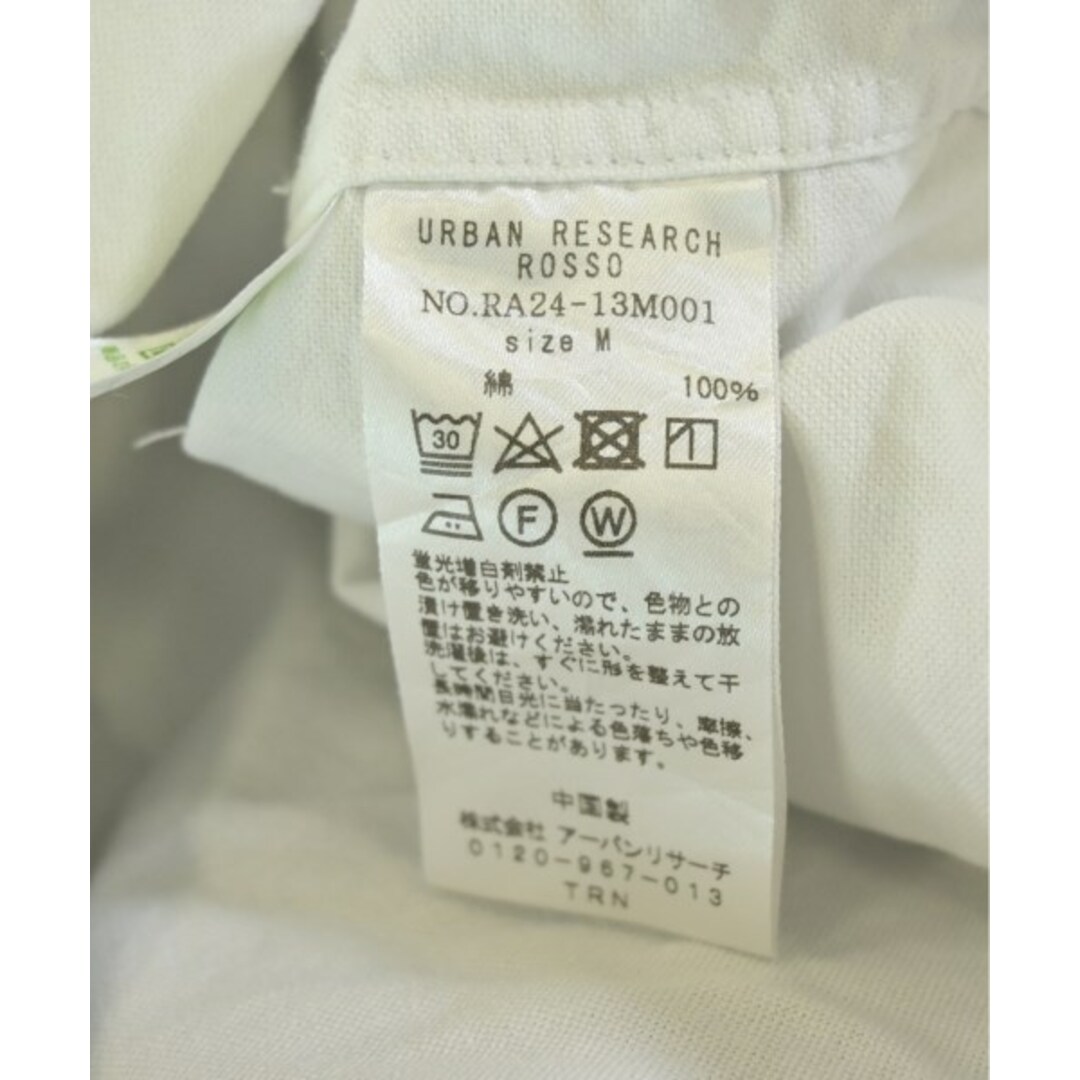 URBAN RESEARCH
ROSSO
NO.RA24-13M001
size M
綿 100%
30
F W
蛍光増白剤禁止
色が移りやすいので、色物との
漬け置き洗い、濡れたままの放
置はお避けください。
洗濯後は、すぐに形を整えて干
してください。
長時間日光に当たったり、摩擦、
水濡れなどによる色落ちや色移
りすることがあります。
中国製
株式会社 アーバンリサーチ
0120-967-013
TRN